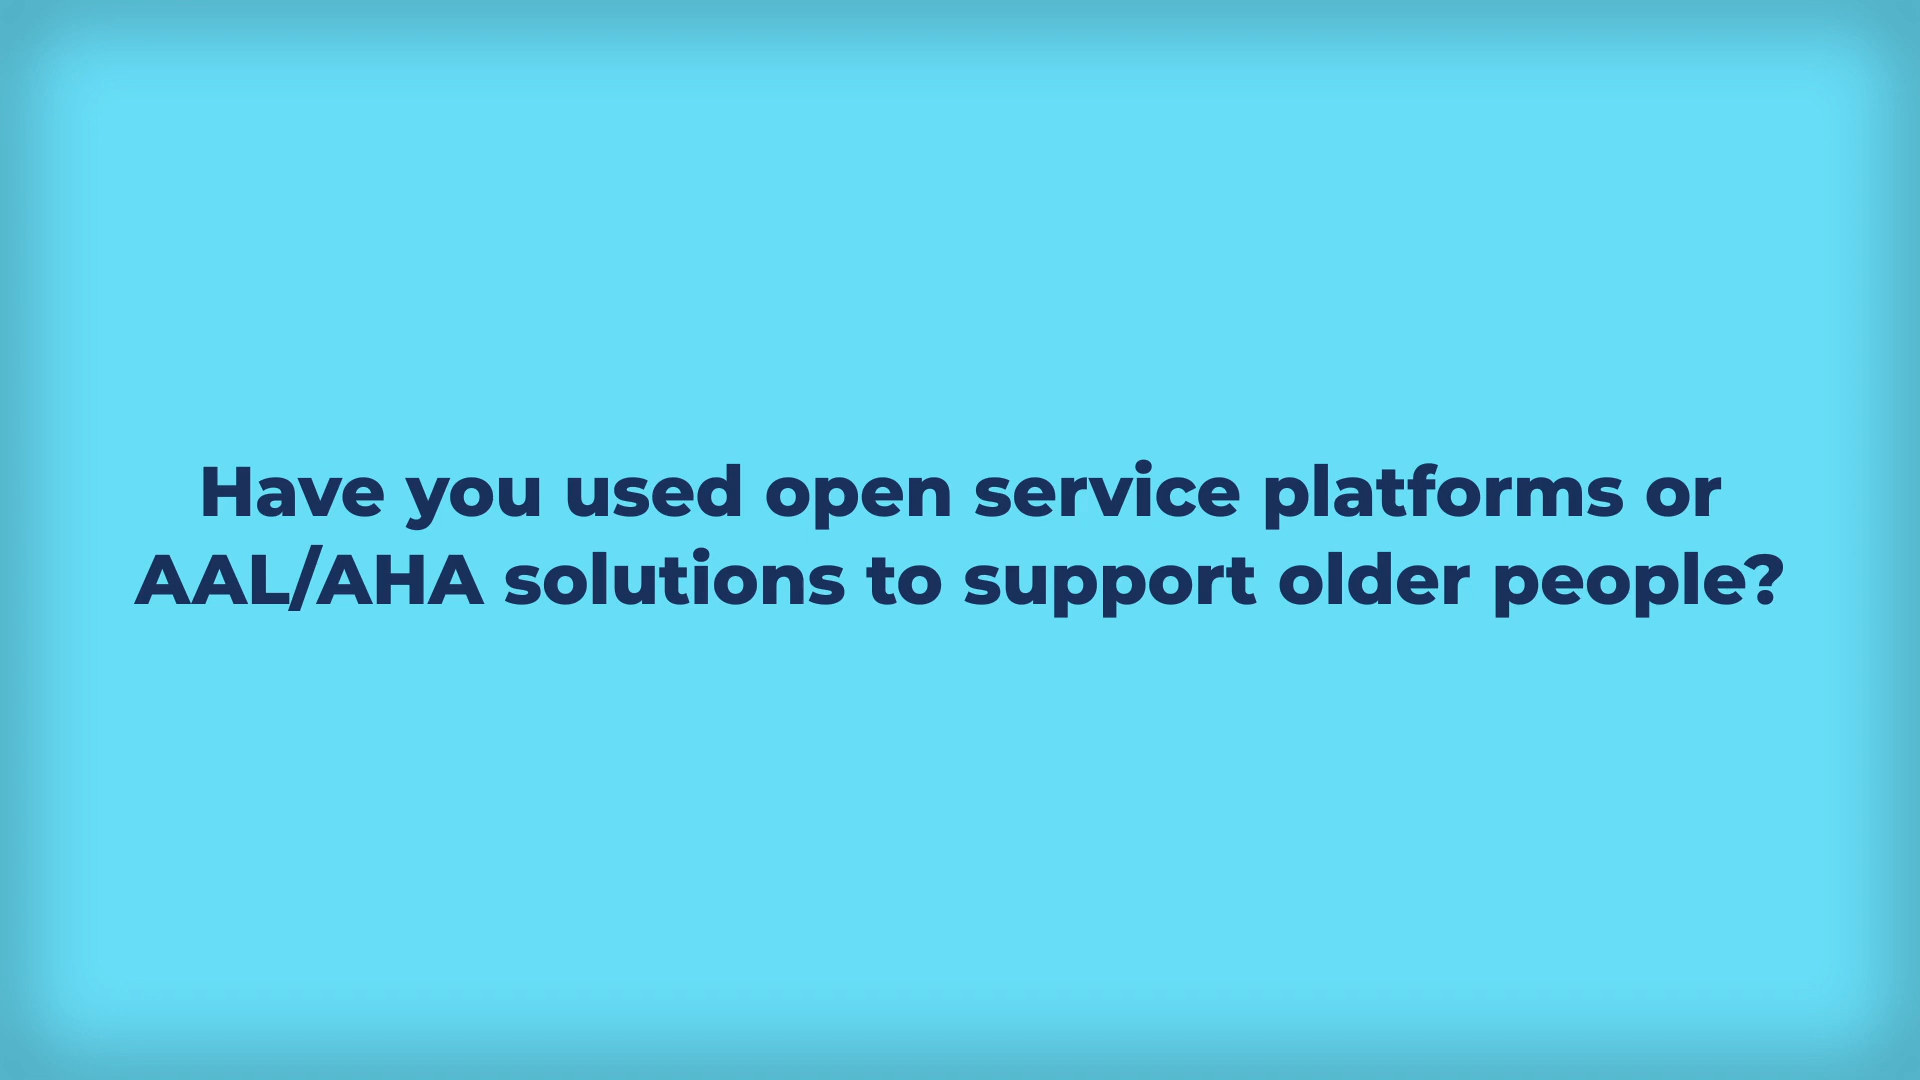 Have you used open service platforms or
AAL/AHA solutions to support older people?